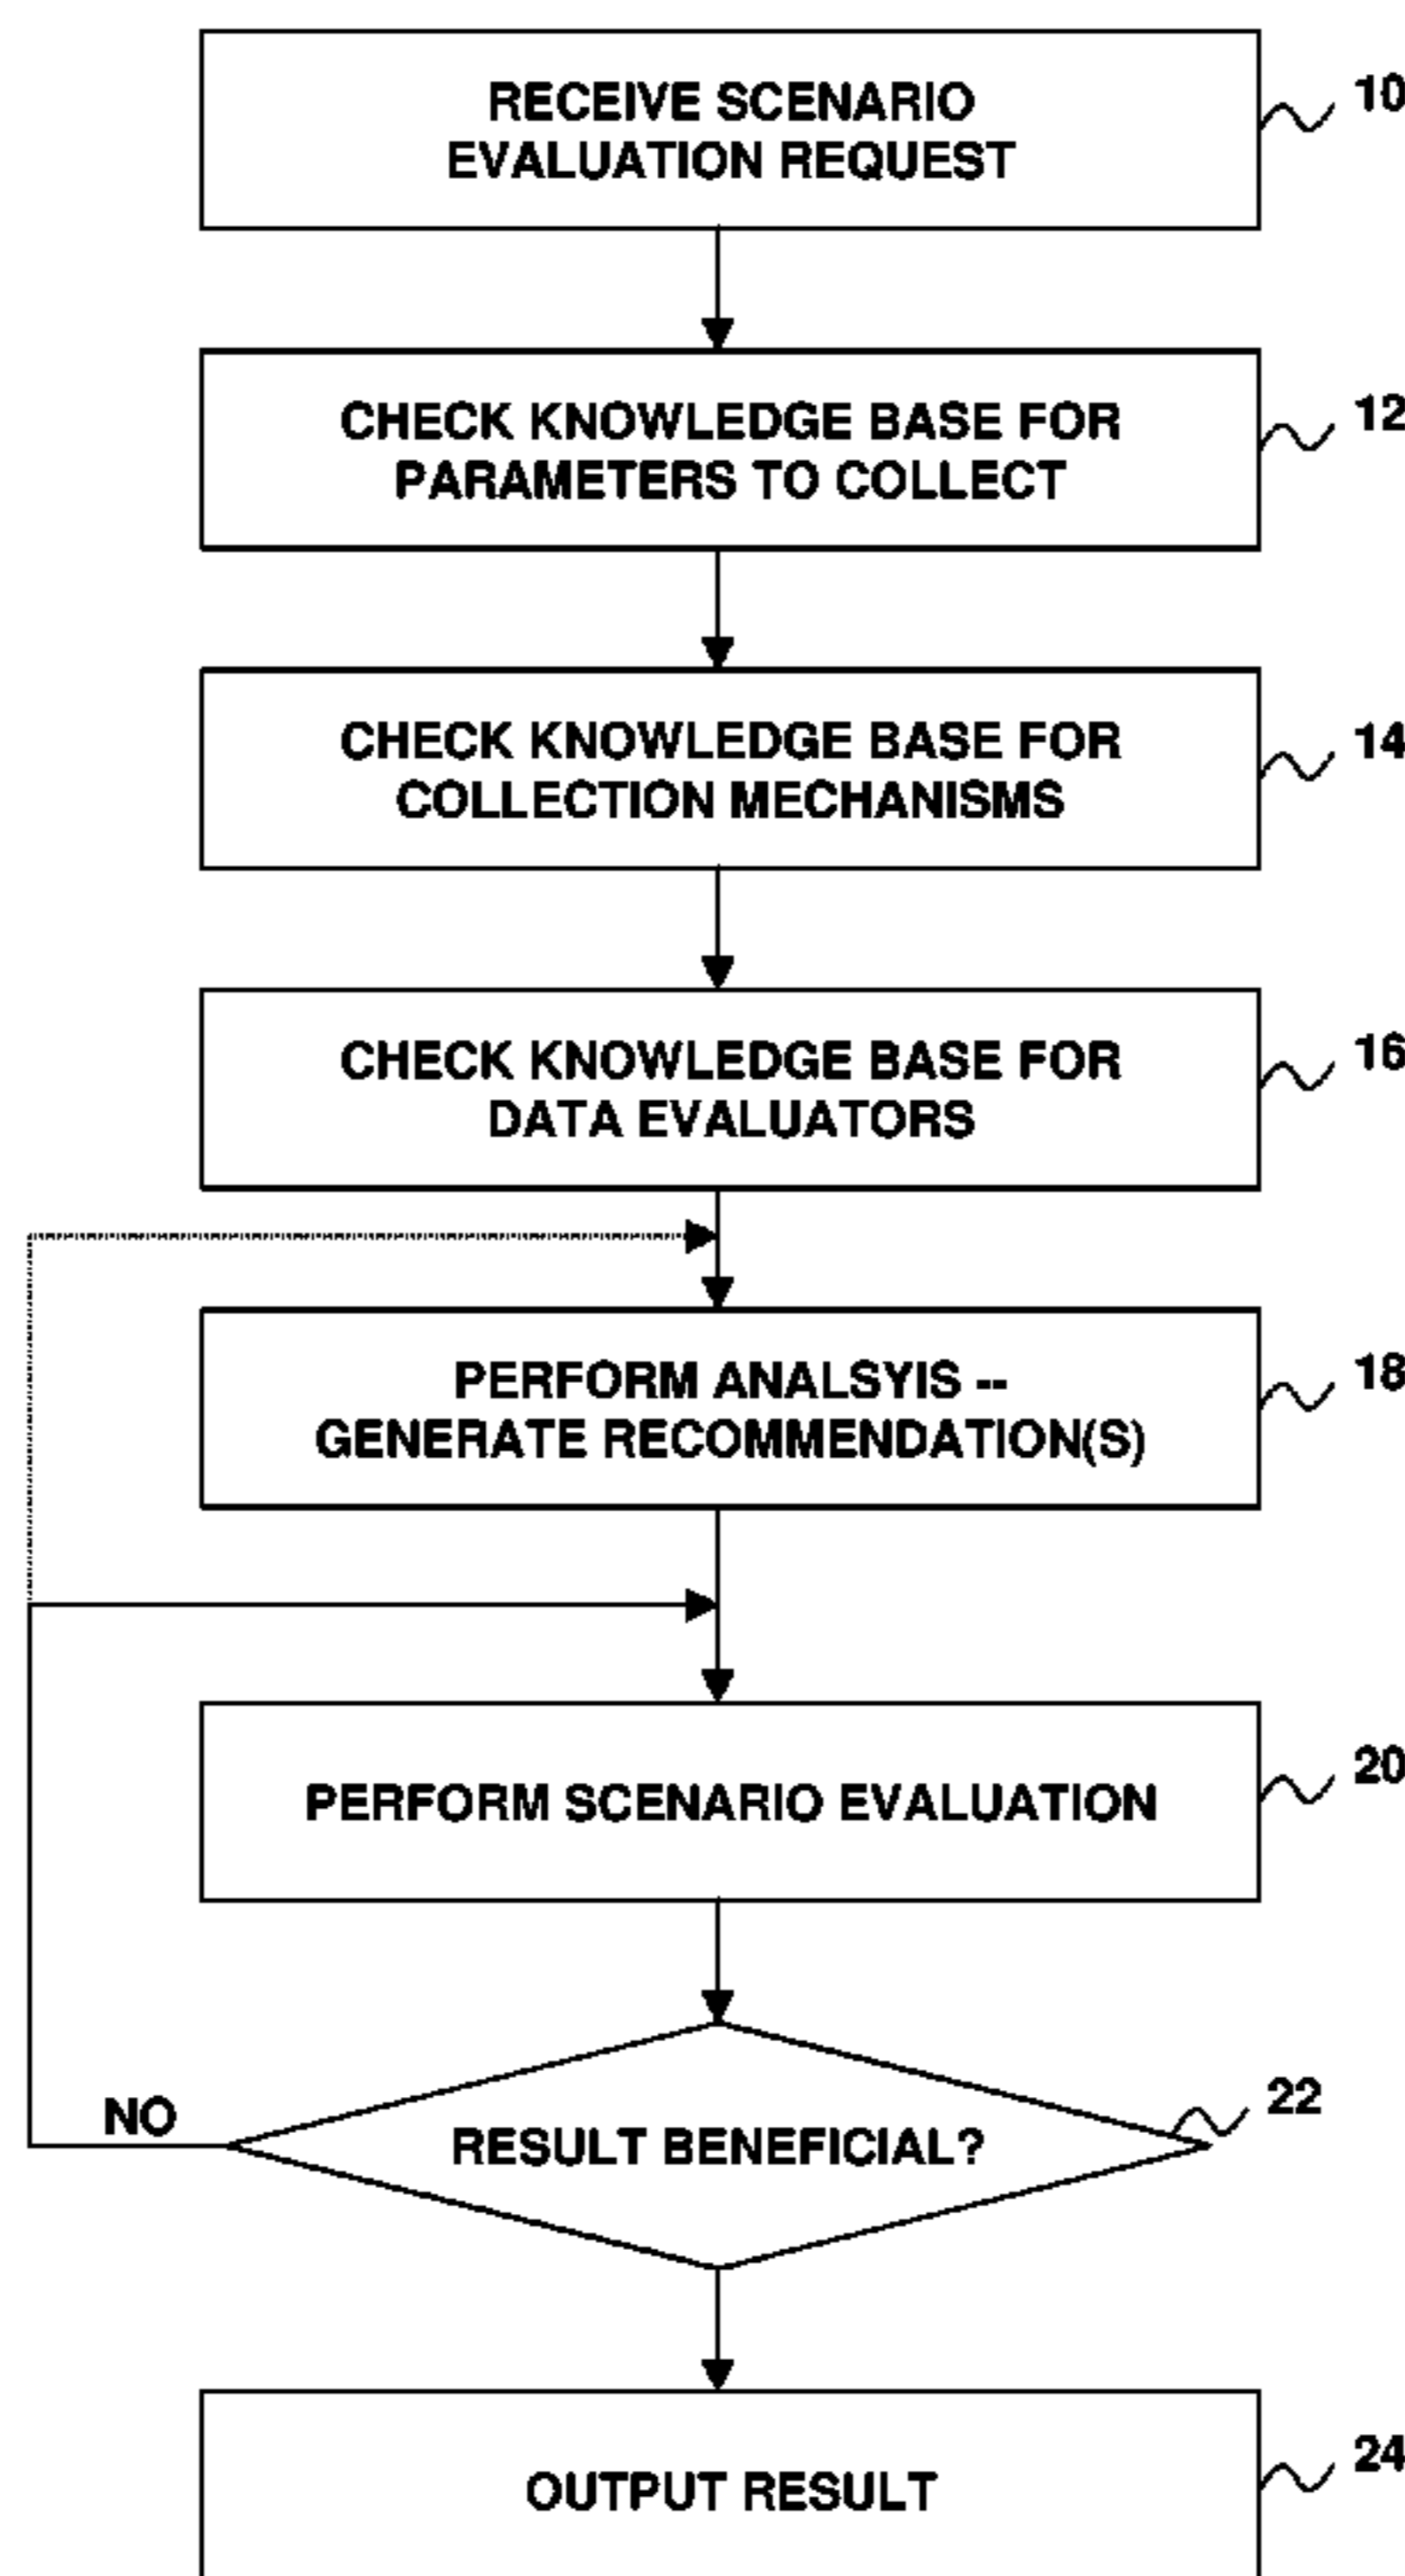 RECEIVE SCENARIO
EVALUATION REQUEST
10
CHECK KNOWLEDGE BASE FOR
PARAMETERS TO COLLECT
12
CHECK KNOWLEDGE BASE FOR
COLLECTION MECHANISMS
14
CHECK KNOWLEDGE BASE FOR
DATA EVALUATORS
16
PERFORM ANALSYIS --
GENERATE RECOMMENDATION(S)
18
PERFORM SCENARIO EVALUATION
20
NO
RESULT BENEFICIAL?
22
OUTPUT RESULT
24